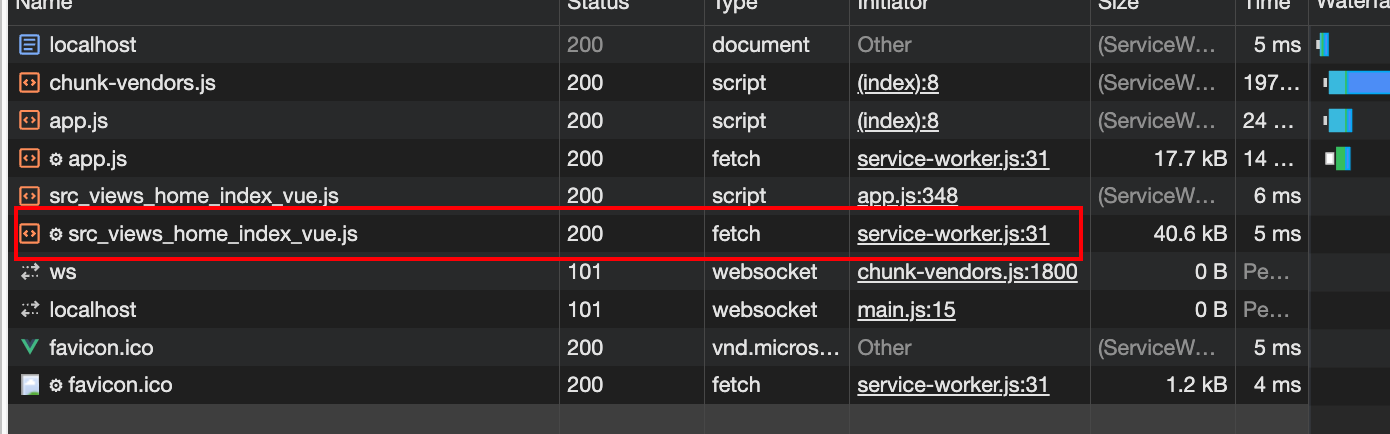 Name Status Type Initiator Size Time
localhost 200 document Other (ServiceW… 5 ms
chunk-vendors.js 200 script (index):8 (ServiceW… 197…
app.js 200 script (index):8 (ServiceW… 24 …
app.js 200 fetch service-worker.js:31 17.7 kB 14 …
src_views_home_index_vue.js 200 script app.js:348 (ServiceW… 6 ms
src_views_home_index_vue.js 200 fetch service-worker.js:31 40.6 kB 5 ms
ws 101 websocket chunk-vendors.js:1800 0 B Pe…
localhost 101 websocket main.js:15 0 B Pe…
favicon.ico 200 vnd.micros… Other (ServiceW… 5 ms
favicon.ico 200 fetch service-worker.js:31 1.2 kB 4 ms